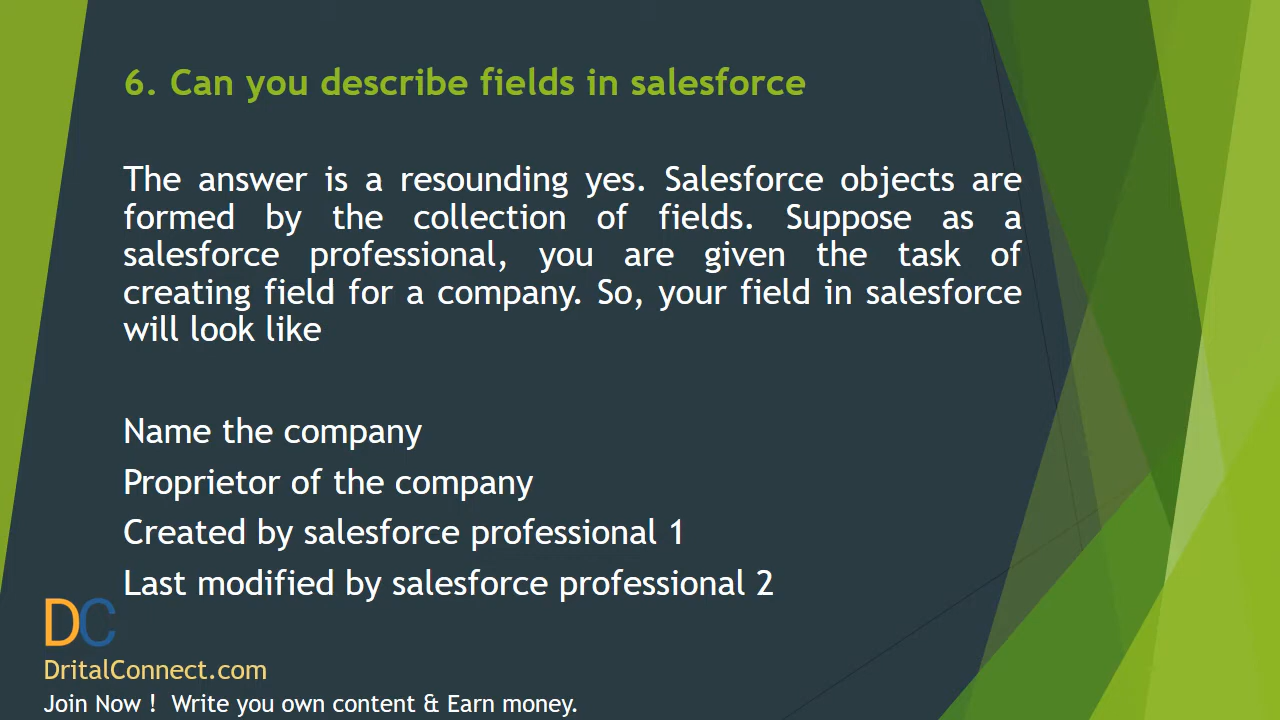 6. Can you describe fields in salesforce
The answer is a resounding yes. Salesforce objects are
formed by the collection of fields. Suppose as a
salesforce professional, you are given the task of
creating field for a company. So, your field in salesforce
will look like
Name the company
Proprietor of the company
Created by salesforce professional 1
Last modified by salesforce professional 2
DC
DritalConnect.com
Join Now ! Write you own content & Earn money.